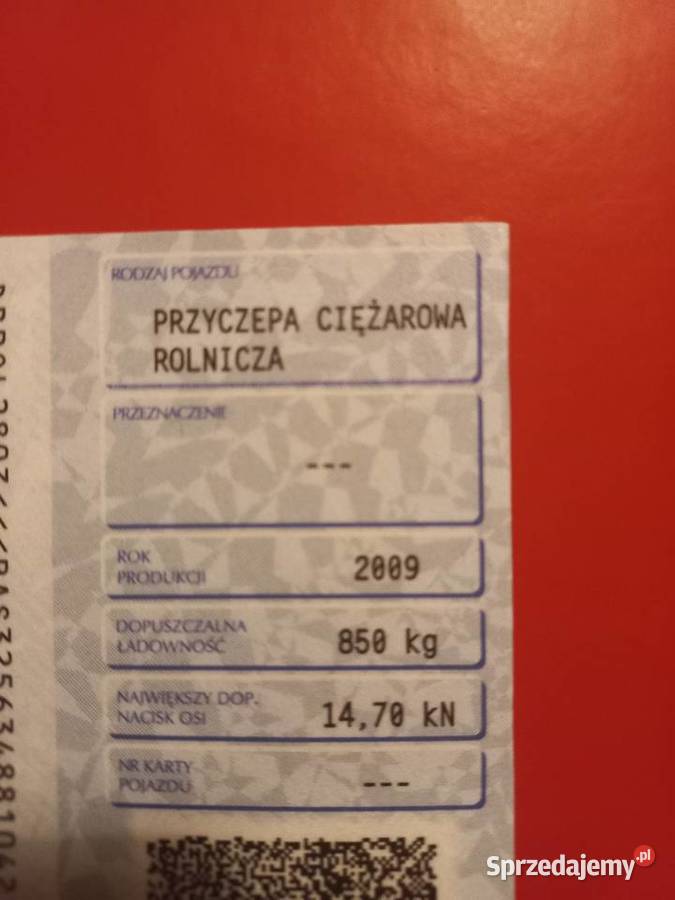 RODZAJ POJAZDU
PRZYCZEPA CIĘŻAROWA
ROLNICZA
PRZEZNACZENIE
---
ROK
PRODUKCJI
2009
DOPUSZCZALNA
ŁADOWNOŚĆ
850 kg
NAJWIĘKSZY DOP.
NACISK OSI
14,70 kN
NR KARTY
POJAZDU
---
Sprzedajemy.pl